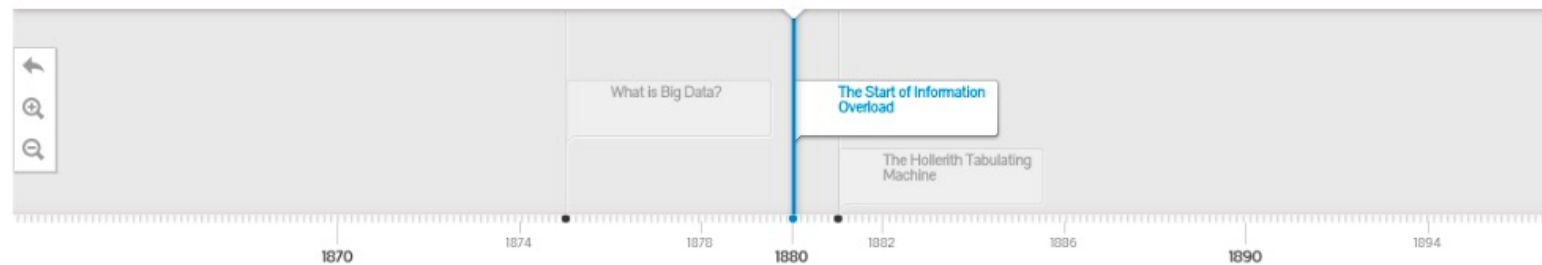 What is Big Data?
The Start of Information
Overload
The Hollerith Tabulating
Machine
1870
1874
1878
1880
1882
1886
1890
1894